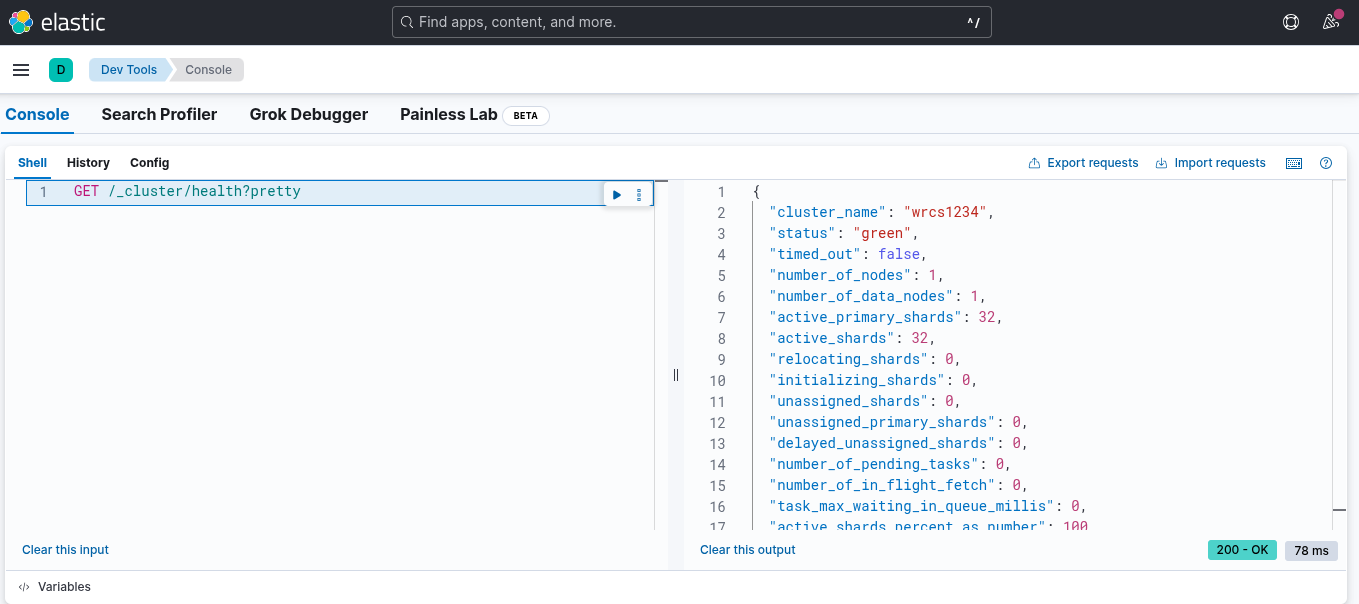 elastic
Find apps, content, and more.
^/
D
Dev Tools
Console
Console
Search Profiler
Grok Debugger
Painless Lab
BETA
Shell
History
Config
Export requests
Import requests
1 GET /_cluster/health?pretty
1 {
2 "cluster_name": "wrcs1234",
3 "status": "green",
4 "timed_out": false,
5 "number_of_nodes": 1,
6 "number_of_data_nodes": 1,
7 "active_primary_shards": 32,
8 "active_shards": 32,
9 "relocating_shards": 0,
10 "initializing_shards": 0,
11 "unassigned_shards": 0,
12 "unassigned_primary_shards": 0,
13 "delayed_unassigned_shards": 0,
14 "number_of_pending_tasks": 0,
15 "number_of_in_flight_fetch": 0,
16 "task_max_waiting_in_queue_millis": 0,
17 "active_shards_percent_as_number": 100
Clear this input
Clear this output
200 - OK
78 ms
</> Variables